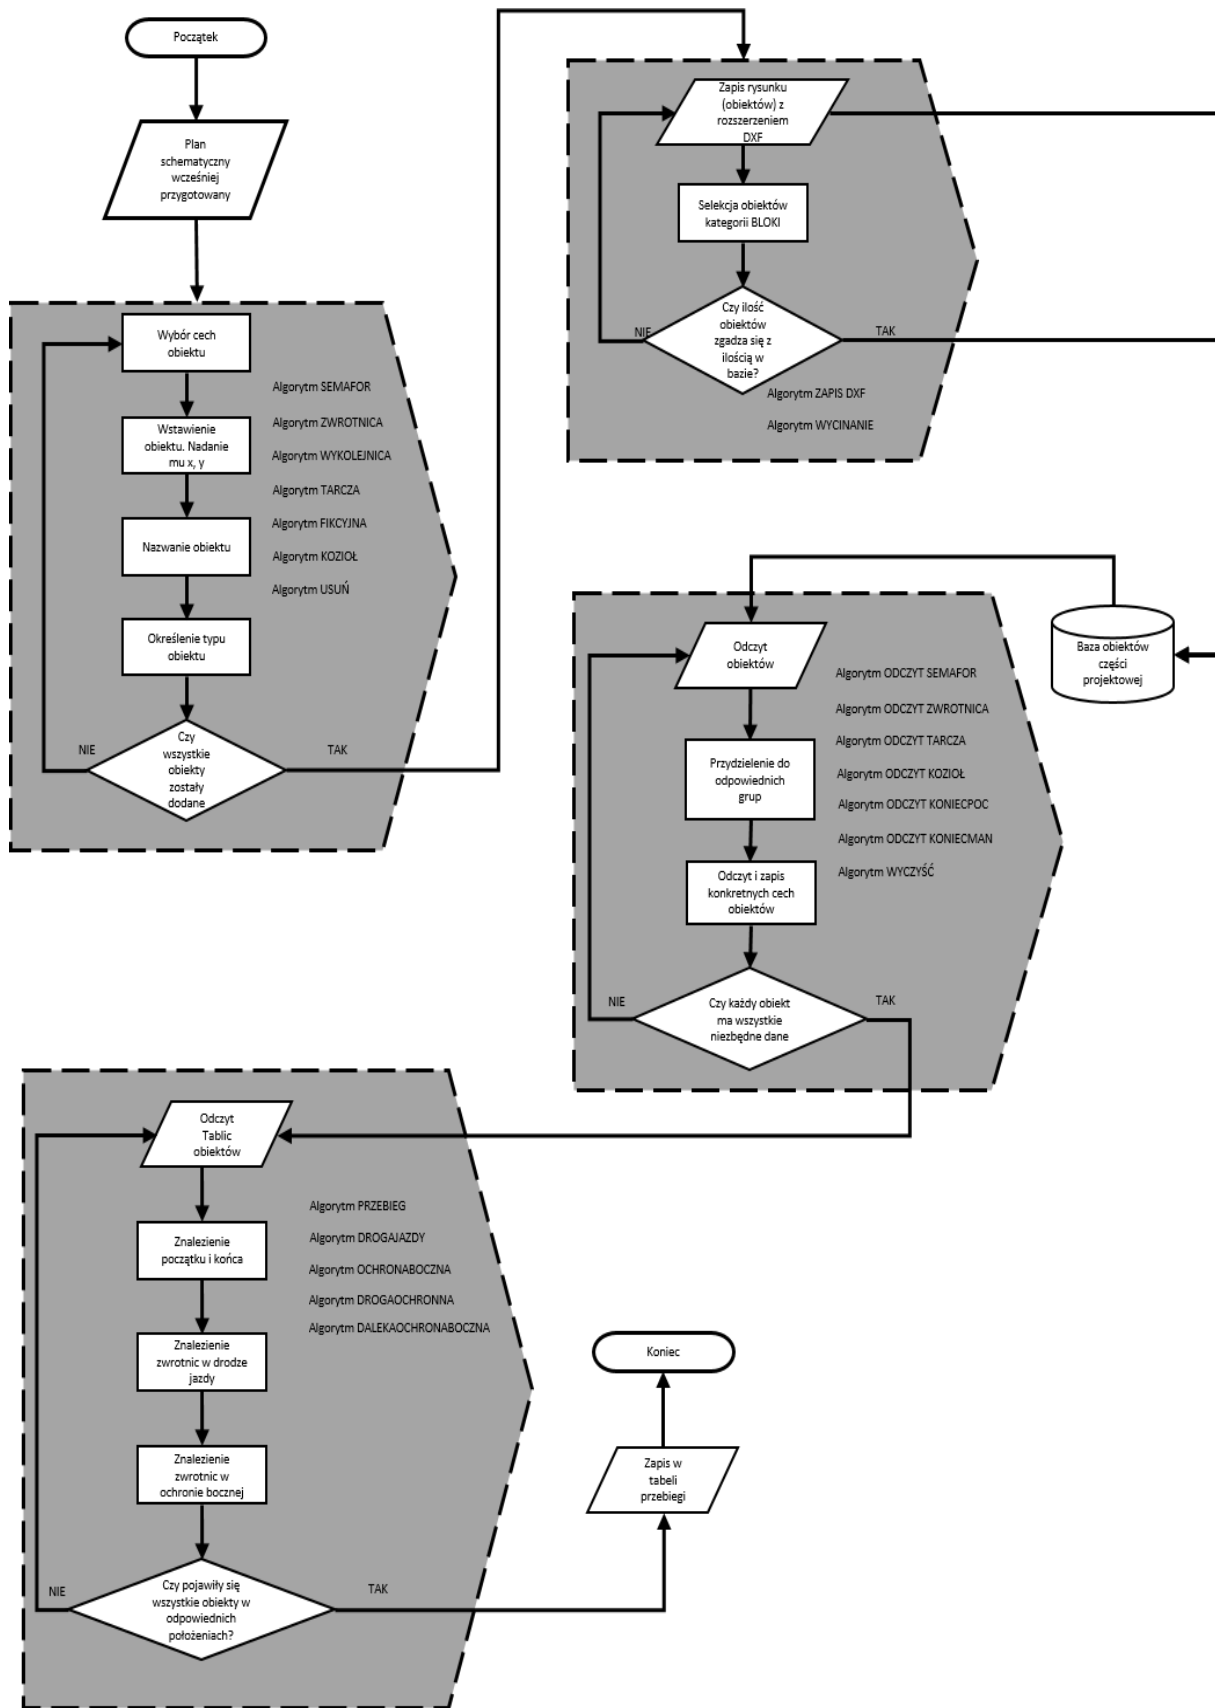 Początek
Plan
schematyczny
wcześniej
przygotowany
Wybór cech
obiektu
Wstawienie
obiektu. Nadanie
mu x, y
Nazwanie obiektu
Określenie typu
obiektu
Czy
wszystkie
obiekty
zostały
dodane
NIE
TAK
Algorytm SEMAFOR
Algorytm ZWROTNICA
Algorytm WYKOLEJNICA
Algorytm TARCZA
Algorytm FIKCYJNA
Algorytm KOZIOŁ
Algorytm USUŃ
Zapis rysunku
(obiektów) z
rozszerzeniem
DXF
Selekcja obiektów
kategorii BLOKI
Czy ilość
obiektów
zgadza się z
ilością w
bazie?
NIE
TAK
Algorytm ZAPIS DXF
Algorytm WYCINANIE
Baza obiektów
części
projektowej
Odczyt
obiektów
Przydzielenie do
odpowiednich
grup
Odczyt i zapis
konkretnych cech
obiektów
Czy każdy obiekt
ma wszystkie
niezbędne dane
NIE
TAK
Algorytm ODCZYT SEMAFOR
Algorytm ODCZYT ZWROTNICA
Algorytm ODCZYT TARCZA
Algorytm ODCZYT KOZIOŁ
Algorytm ODCZYT KONIECPOC
Algorytm ODCZYT KONIECMAN
Algorytm WYCZYŚĆ
Odczyt
Tablic
obiektów
Znalezienie
początku i końca
Znalezienie
zwrotnic w drodze
jazdy
Znalezienie
zwrotnic w
ochronie bocznej
Czy pojawiły się
wszystkie obiekty w
odpowiednich
położeniach?
NIE
TAK
Algorytm PRZEBIEG
Algorytm DROGAJAZDY
Algorytm OCHRONABOCZNA
Algorytm DROGAOCHRONNA
Algorytm DALEKAOCHRONABOCZNA
Zapis w
tabeli
przebiegi
Koniec